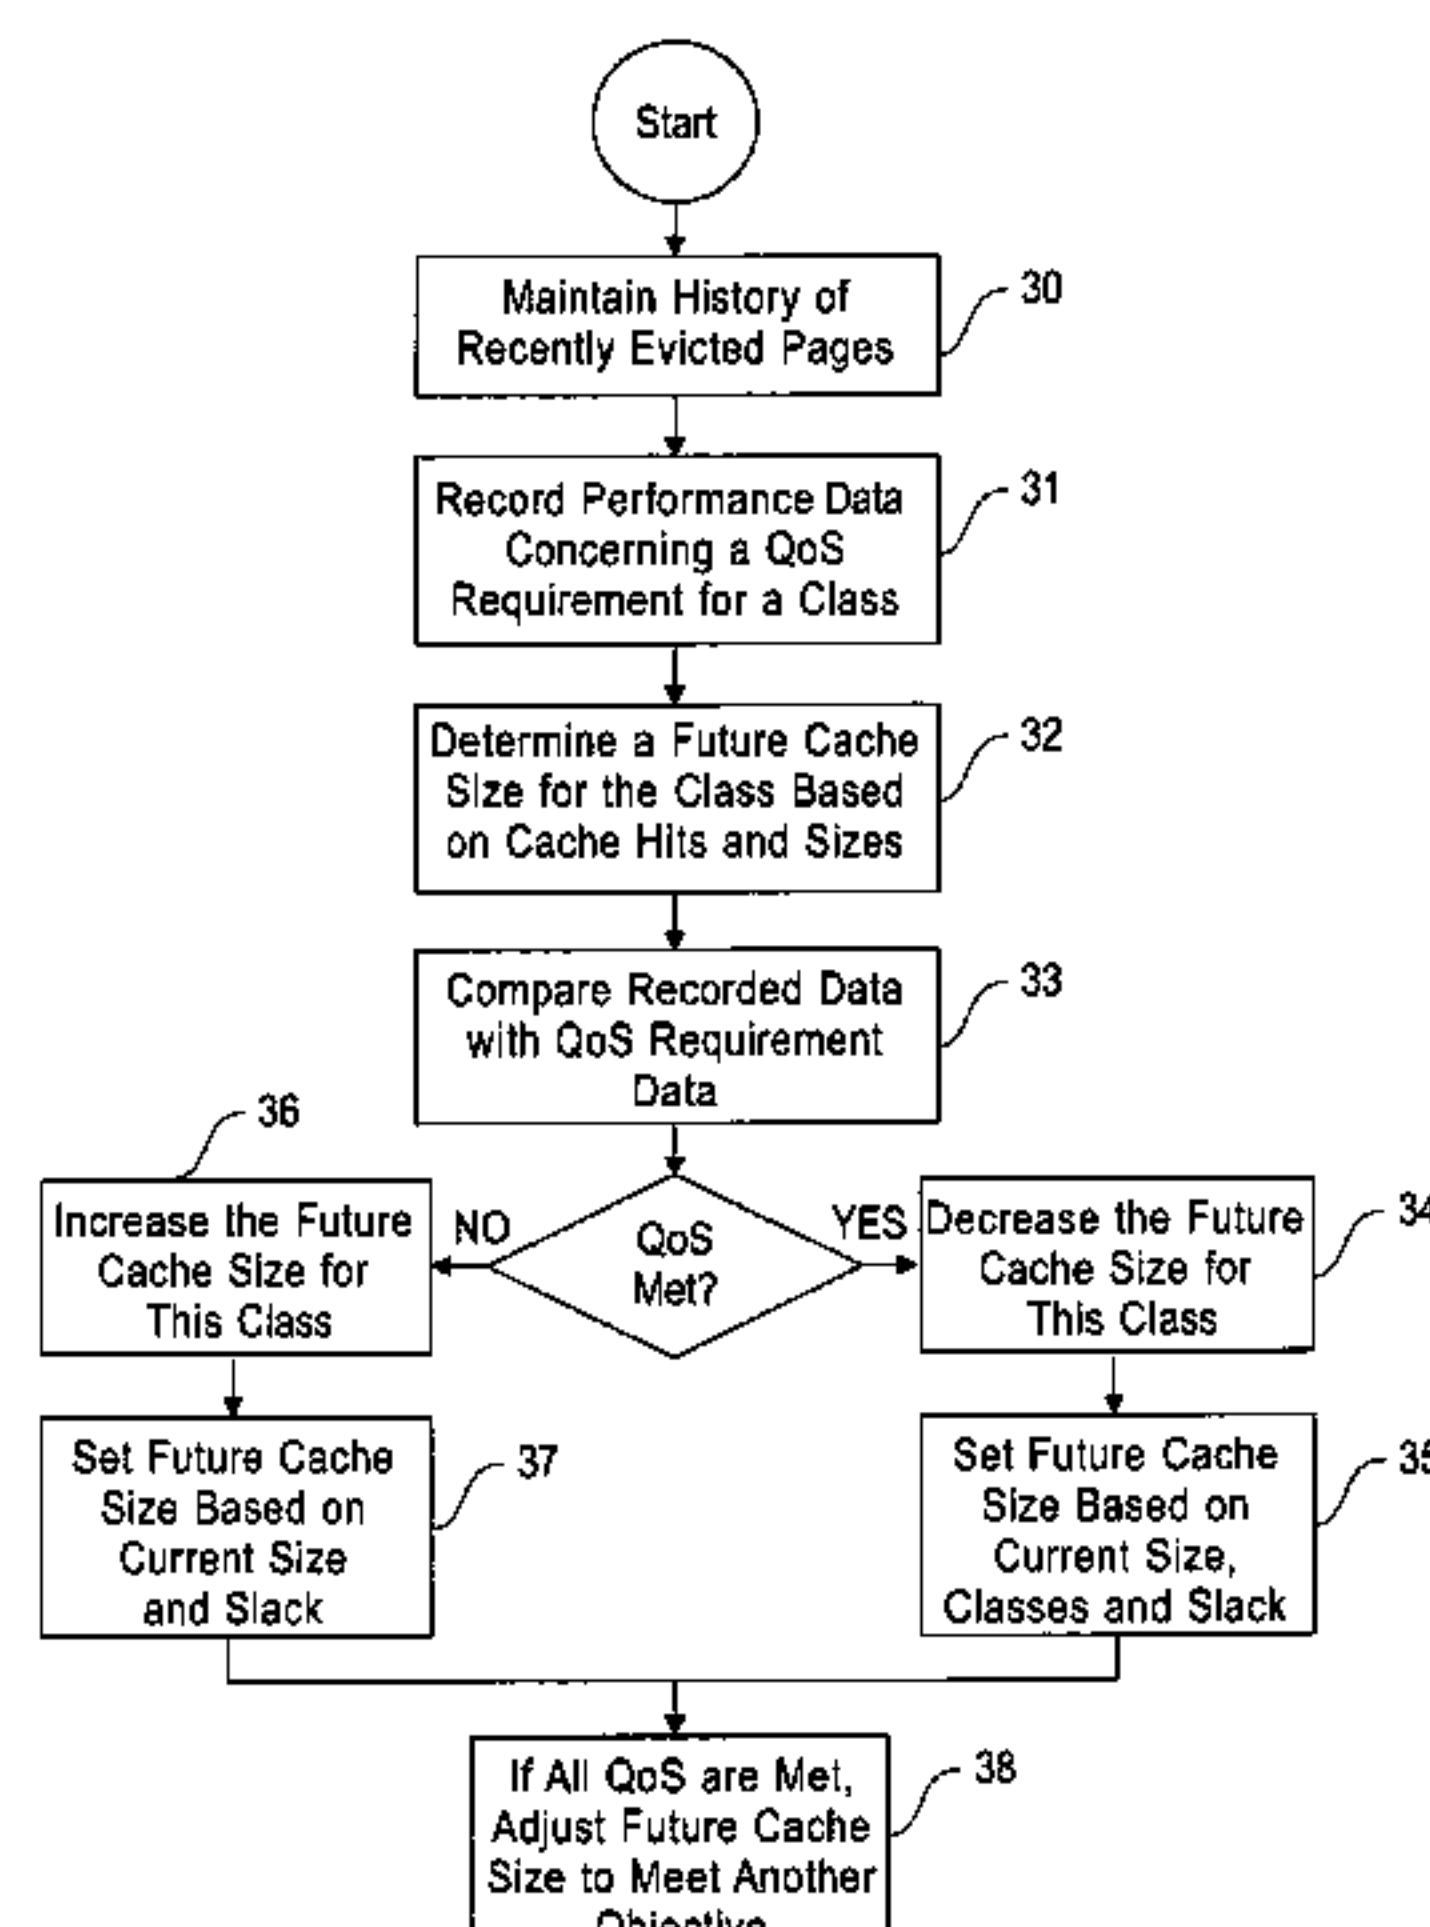 Start
Maintain History of
Recently Evicted Pages
30
Record Performance Data
Concerning a QoS
Requirement for a Class
31
Determine a Future Cache
Size for the Class Based
on Cache Hits and Sizes
32
Compare Recorded Data
with QoS Requirement
Data
33
QoS
Met?
NO
YES
36
Increase the Future
Cache Size for
This Class
Decrease the Future
Cache Size for
This Class
34
Set Future Cache
Size Based on
Current Size
and Slack
37
Set Future Cache
Size Based on
Current Size,
Classes and Slack
35
If All QoS are Met,
Adjust Future Cache
Size to Meet Another
Objective
38